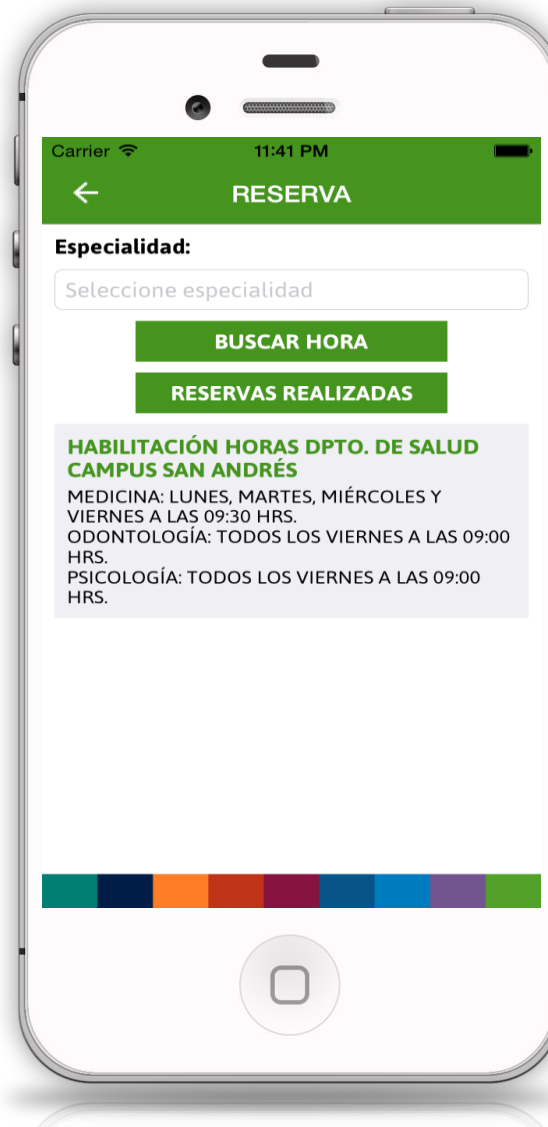 Carrier 11:41 PM
RESERVA
Especialidad:
Seleccione especialidad
BUSCAR HORA
RESERVAS REALIZADAS
HABILITACIÓN HORAS DPTO. DE SALUD
CAMPUS SAN ANDRÉS
MEDICINA: LUNES, MARTES, MIÉRCOLES Y
VIERNES A LAS 09:30 HRS.
ODONTOLOGÍA: TODOS LOS VIERNES A LAS 09:00
HRS.
PSICOLOGÍA: TODOS LOS VIERNES A LAS 09:00
HRS.